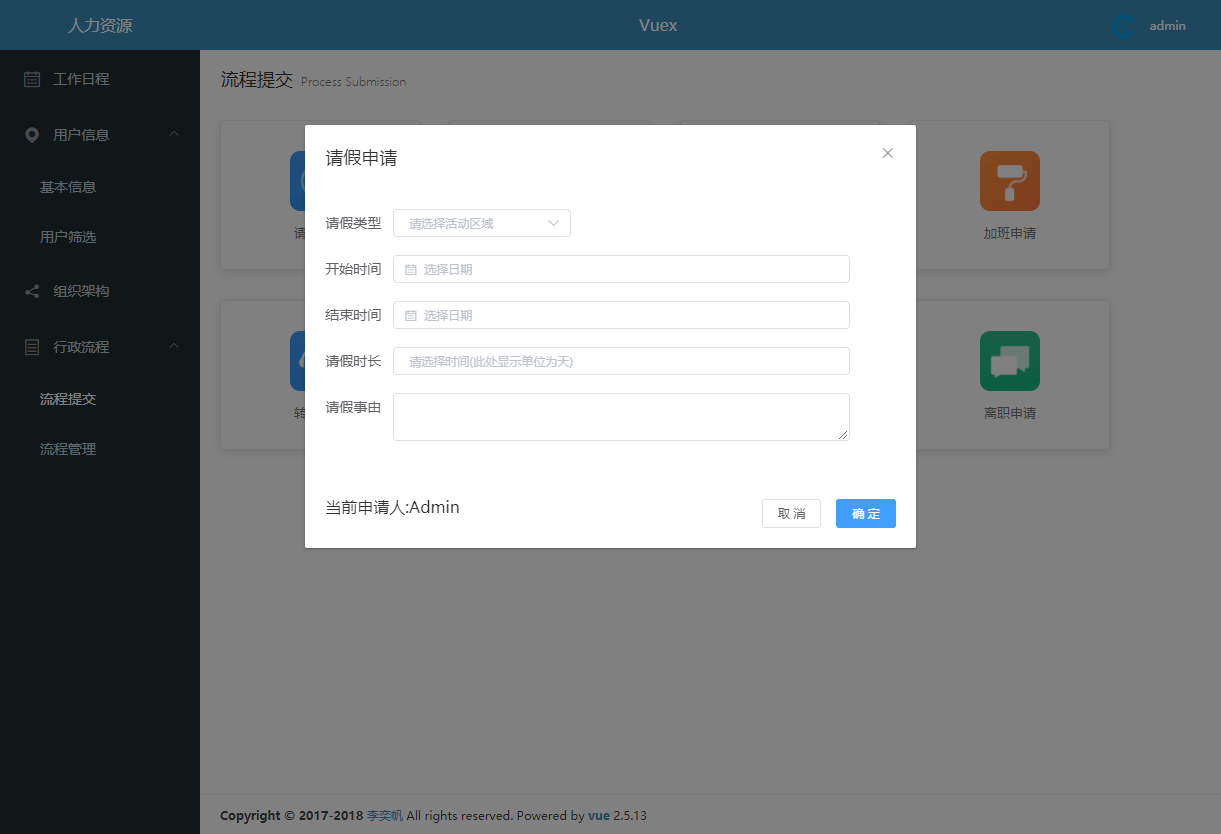 人力资源
Vuex
admin
工作日程
用户信息
基本信息
用户筛选
组织架构
行政流程
流程提交
流程管理
流程提交 Process Submission
请
加班申请
转
离职申请
请假申请
请假类型
请选择活动区域
开始时间
选择日期
结束时间
选择日期
请假时长
请选择时间(此处显示单位为天)
请假事由
当前申请人:Admin
取 消
确 定
Copyright © 2017-2018 李奕帆 All rights reserved. Powered by vue 2.5.13